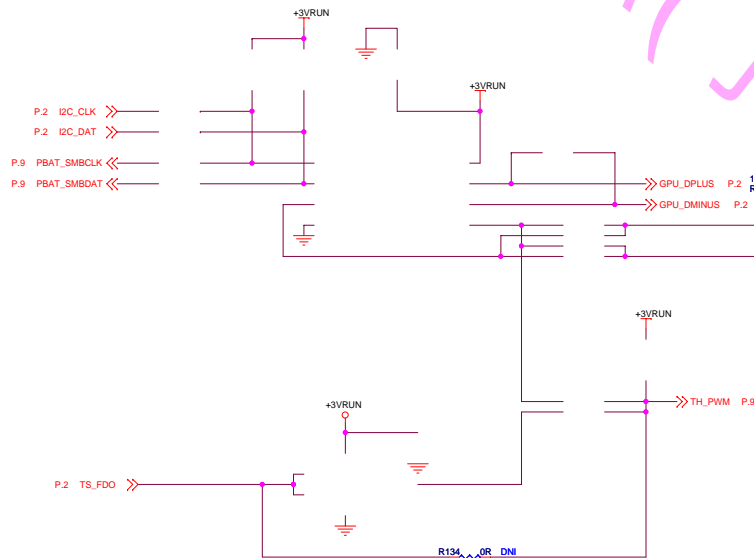 +3VRUN
+3VRUN
P.2 I2C_CLK
P.2 I2C_DAT
P.9 PBAT_SMBCLK
P.9 PBAT_SMBDAT
GPU_DPLUS P.2 1
R
GPU_DMINUS P.2
+3VRUN
TH_PWM P.9
+3VRUN
P.2 TS_FDO
R134 0R DNI